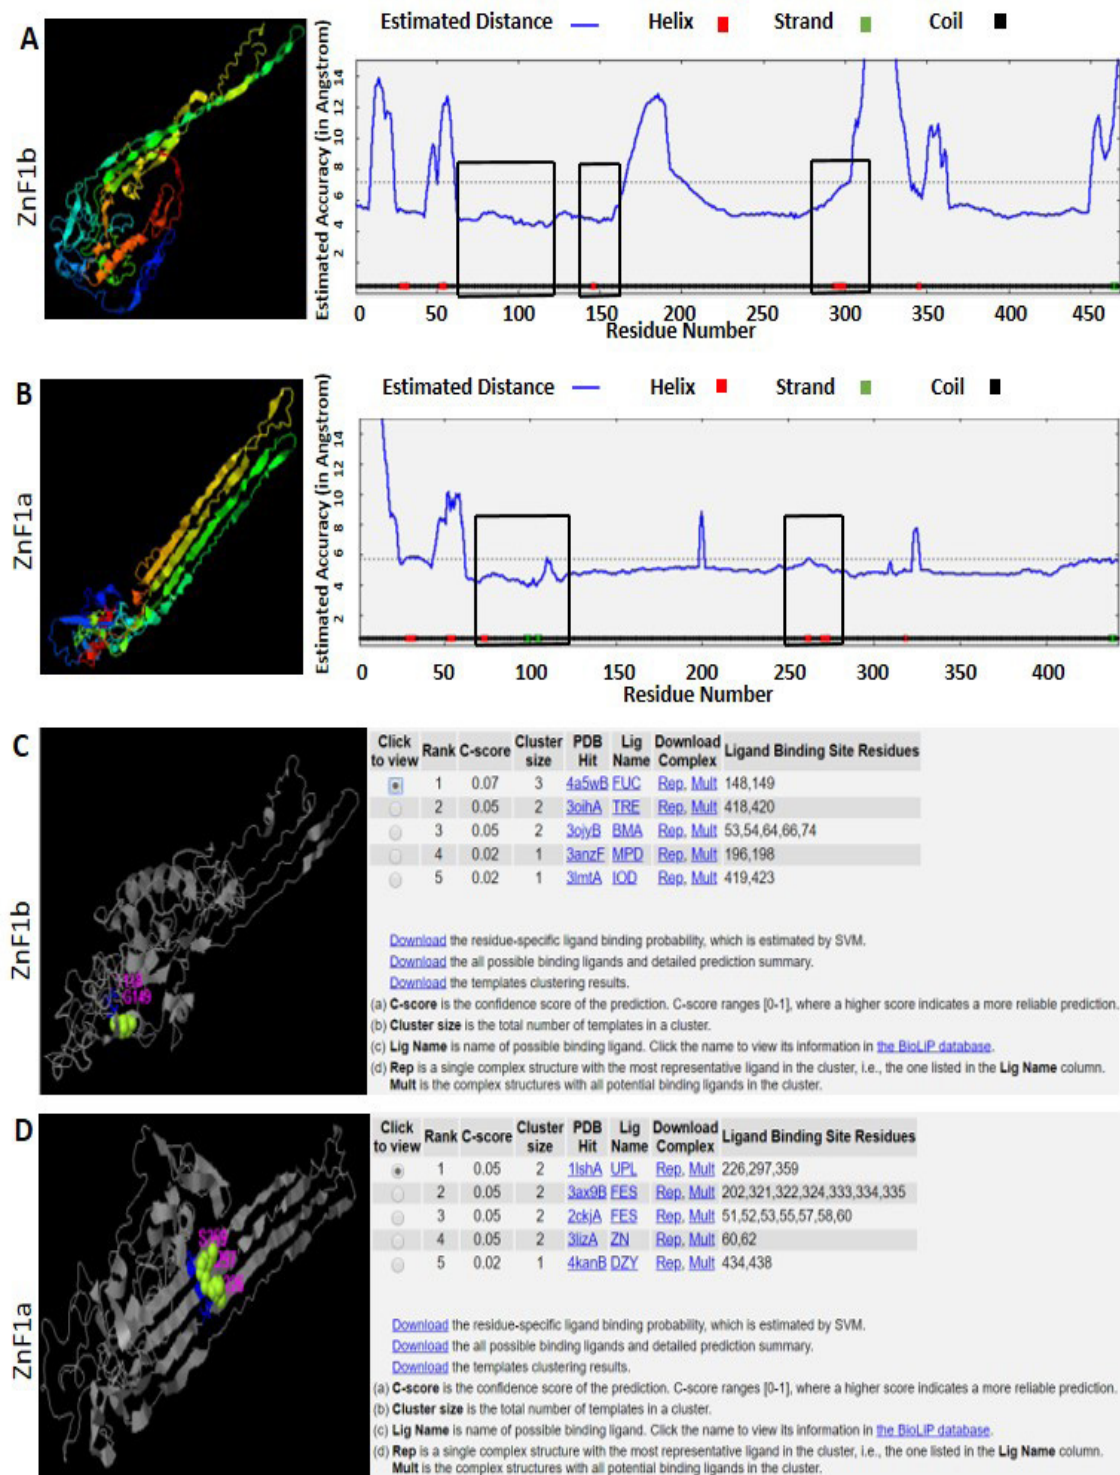 A
ZnF1b
Estimated Distance Helix Strand Coil
Estimated Accuracy (in Angstrom)
14
12
10
8
6
4
2
0 50 100 150 200 250 300 350 400 450
Residue Number
B
ZnF1a
Estimated Distance Helix Strand Coil
Estimated Accuracy (in Angstrom)
14
12
10
8
6
4
2
0 50 100 150 200 250 300 350 400
Residue Number
C
ZnF1b
G149
Click to view Rank C-score Cluster size PDB Hit Lig Name Download Complex Ligand Binding Site Residues
1 0.07 3 4a5wB FUC Rep, Mult 148,149
2 0.05 2 3oihA TRE Rep, Mult 418,420
3 0.05 2 3ojyB BMA Rep, Mult 53,54,64,66,74
4 0.02 1 3anzF MPD Rep, Mult 196,198
5 0.02 1 3lmtA IOD Rep, Mult 419,423
Download the residue-specific ligand binding probability, which is estimated by SVM.
Download the all possible binding ligands and detailed prediction summary.
Download the templates clustering results.
(a) C-score is the confidence score of the prediction. C-score ranges [0-1], where a higher score indicates a more reliable prediction.
(b) Cluster size is the total number of templates in a cluster.
(c) Lig Name is name of possible binding ligand. Click the name to view its information in the BioLiP database.
(d) Rep is a single complex structure with the most representative ligand in the cluster, i.e., the one listed in the Lig Name column.
Mult is the complex structures with all potential binding ligands in the cluster.
D
ZnF1a
Click to view Rank C-score Cluster size PDB Hit Lig Name Download Complex Ligand Binding Site Residues
1 0.05 2 1lshA UPL Rep, Mult 226,297,359
2 0.05 2 3ax9B FES Rep, Mult 202,321,322,324,333,334,335
3 0.05 2 2ckjA FES Rep, Mult 51,52,53,55,57,58,60
4 0.05 2 3lizA ZN Rep, Mult 60,62
5 0.02 1 4kanB DZY Rep, Mult 434,438
Download the residue-specific ligand binding probability, which is estimated by SVM.
Download the all possible binding ligands and detailed prediction summary.
Download the templates clustering results.
(a) C-score is the confidence score of the prediction. C-score ranges [0-1], where a higher score indicates a more reliable prediction.
(b) Cluster size is the total number of templates in a cluster.
(c) Lig Name is name of possible binding ligand. Click the name to view its information in the BioLiP database.
(d) Rep is a single complex structure with the most representative ligand in the cluster, i.e., the one listed in the Lig Name column.
Mult is the complex structures with all potential binding ligands in the cluster.